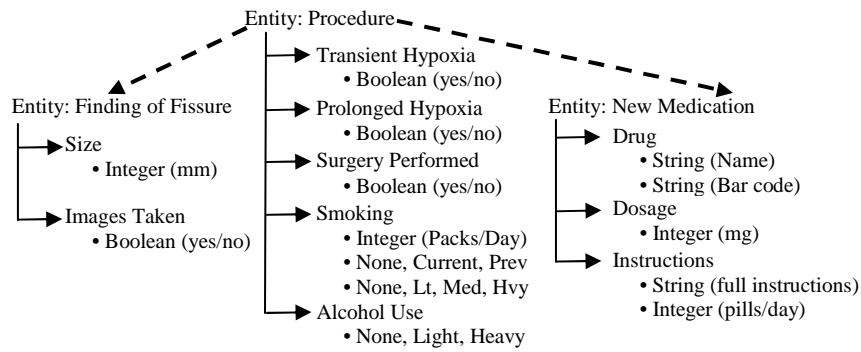 Entity: Procedure
Transient Hypoxia
• Boolean (yes/no)
Prolonged Hypoxia
• Boolean (yes/no)
Surgery Performed
• Boolean (yes/no)
Smoking
• Integer (Packs/Day)
• None, Current, Prev
• None, Lt, Med, Hvy
Alcohol Use
• None, Light, Heavy
Entity: Finding of Fissure
Size
• Integer (mm)
Images Taken
• Boolean (yes/no)
Entity: New Medication
Drug
• String (Name)
• String (Bar code)
Dosage
• Integer (mg)
Instructions
• String (full instructions)
• Integer (pills/day)